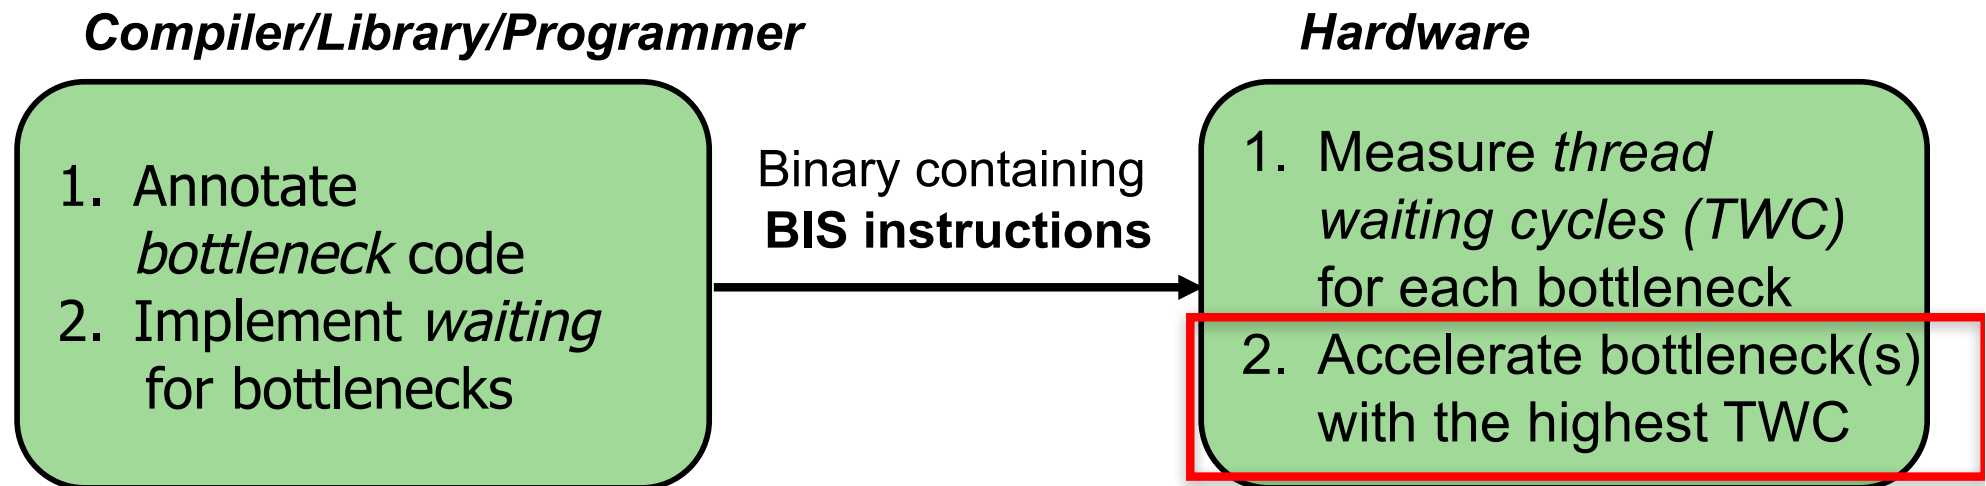 Compiler/Library/Programmer
1. Annotate
bottleneck code
2. Implement waiting
for bottlenecks
Binary containing
BIS instructions
Hardware
1. Measure thread
waiting cycles (TWC)
for each bottleneck
2. Accelerate bottleneck(s)
with the highest TWC